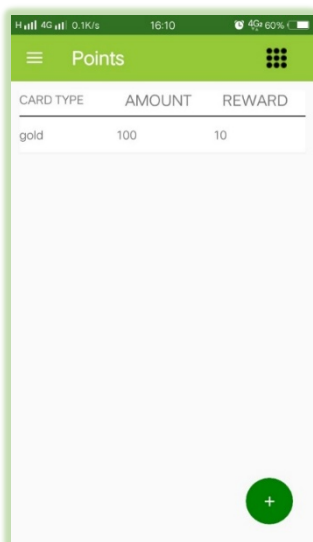 H 4G 0.1K/s 16:10 4G 60%
Points
CARD TYPE AMOUNT REWARD
gold 100 10
+